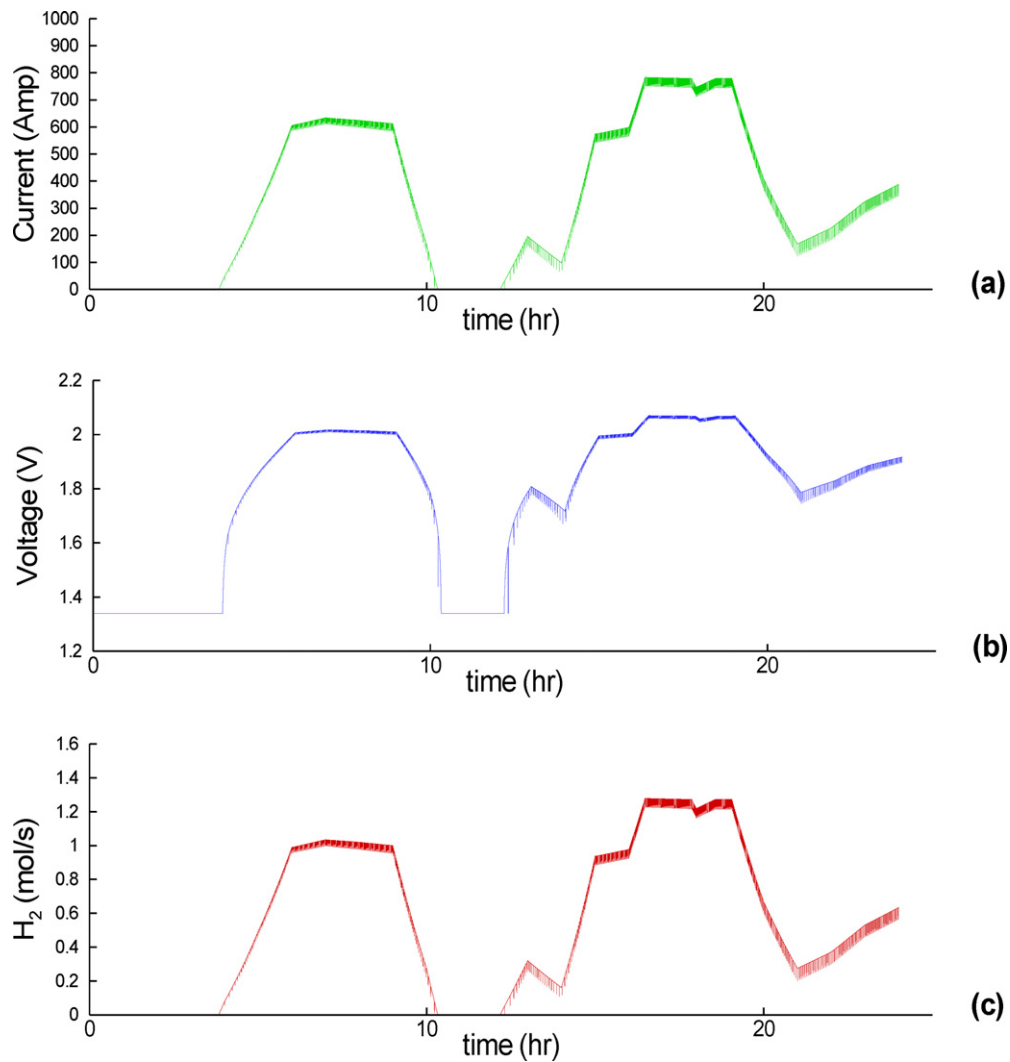 1000
900
800
700
600
500
400
300
200
100
0
Current (Amp)
0 10 20
time (hr)
(a)
2.2
2
1.8
1.6
1.4
1.2
Voltage (V)
0 10 20
time (hr)
(b)
1.6
1.4
1.2
1
0.8
0.6
0.4
0.2
0
H₂ (mol/s)
0 10 20
time (hr)
(c)